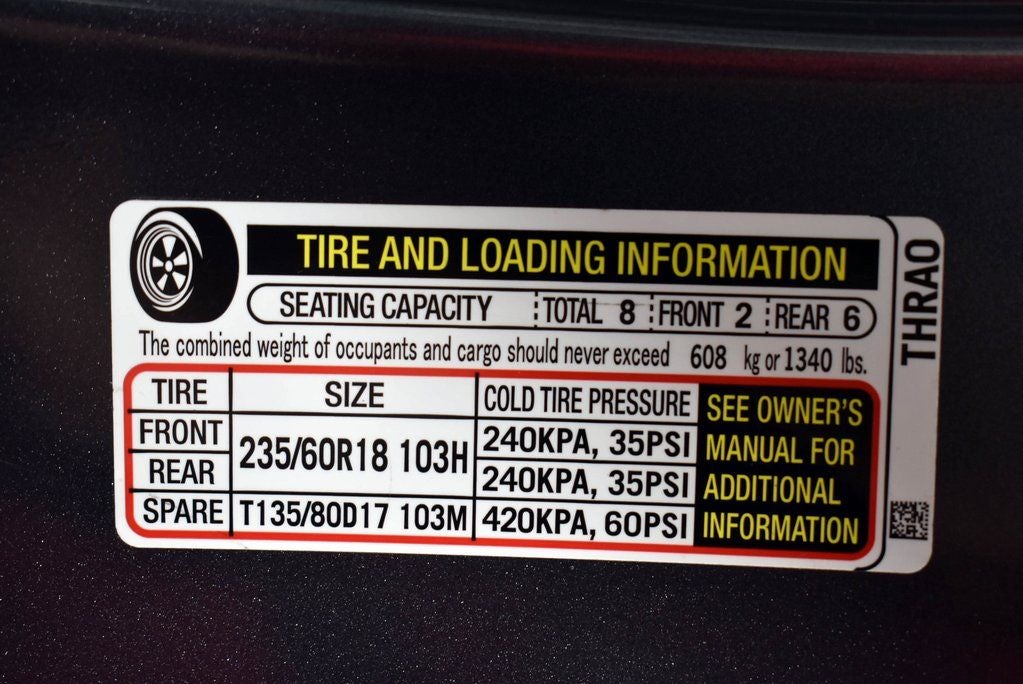 TIRE AND LOADING INFORMATION
SEATING CAPACITY TOTAL 8 FRONT 2 REAR 6
The combined weight of occupants and cargo should never exceed 608 kg or 1340 lbs.
TIRE SIZE COLD TIRE PRESSURE
FRONT 235/60R18 103H 240KPA, 35PSI
REAR 240KPA, 35PSI
SPARE T135/80D17 103M 420KPA, 60PSI
SEE OWNER'S
MANUAL FOR
ADDITIONAL
INFORMATION
THRAO